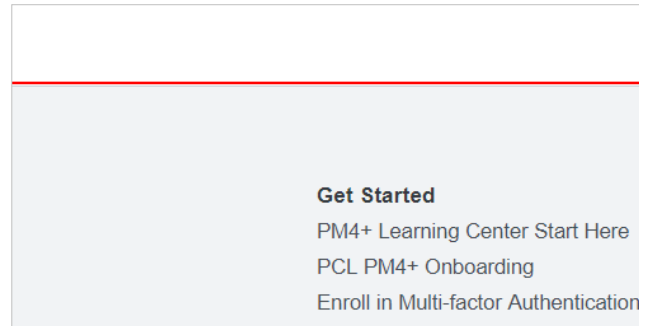 Get Started
PM4+ Learning Center Start Here
PCL PM4+ Onboarding
Enroll in Multi-factor Authentication